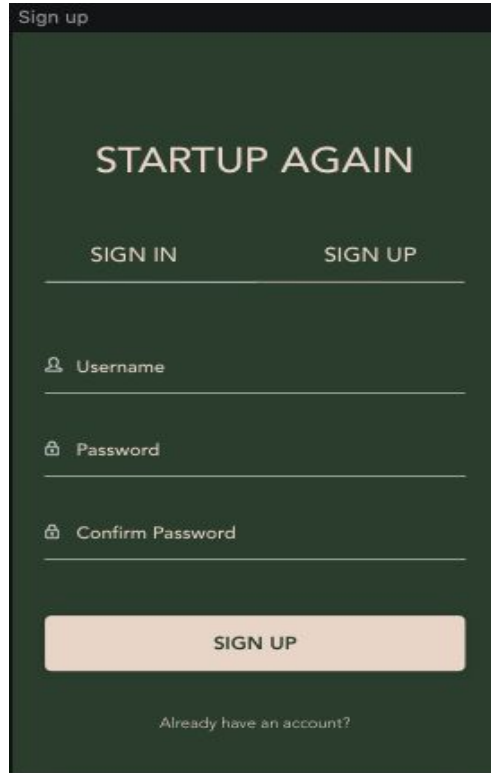 Sign up
STARTUP AGAIN
SIGN IN SIGN UP
Username
Password
Confirm Password
SIGN UP
Already have an account?